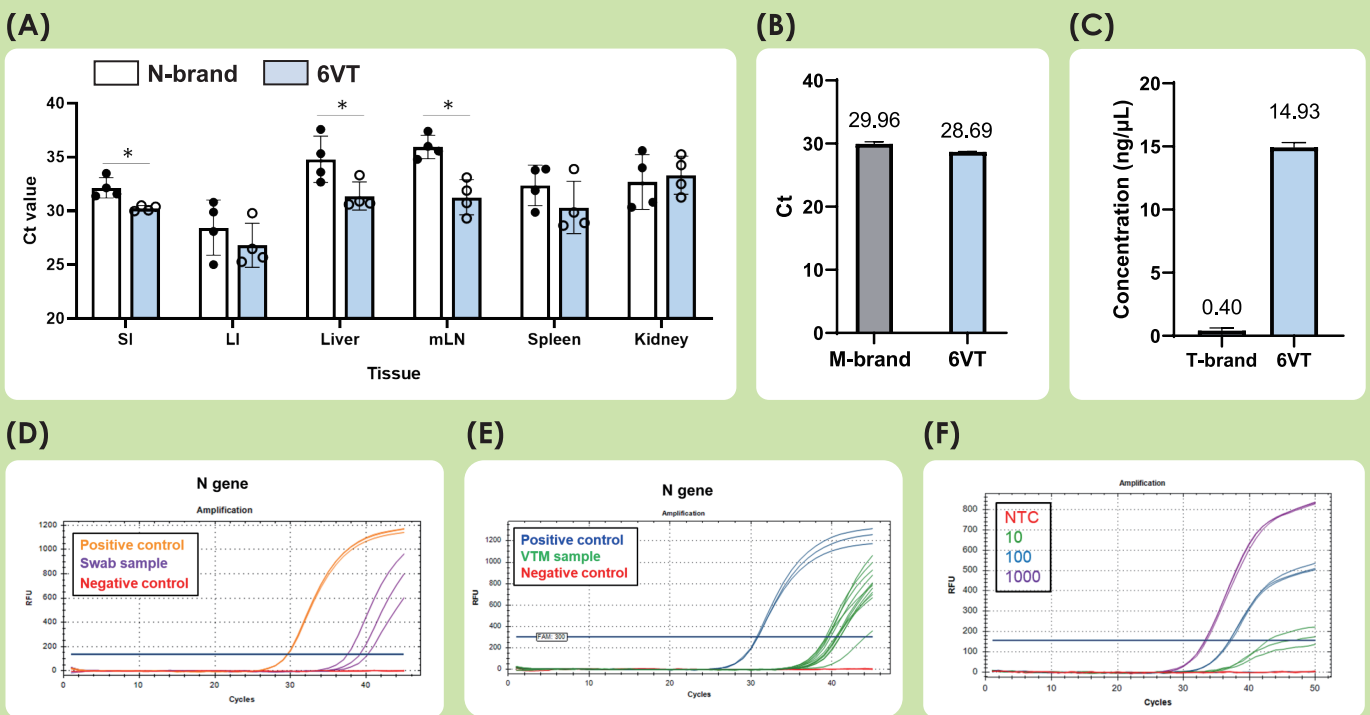 (A)
N-brand 6VT
Ct value
40
35
30
25
20
*
*
*
SI LI Liver mLN Spleen Kidney
Tissue
(B)
Ct
40
30
20
10
0
29.96
28.69
M-brand 6VT
(C)
Concentration (ng/µL)
20
15
10
5
0
0.40
14.93
T-brand 6VT
(D)
N gene
Amplification
Positive control
Swab sample
Negative control
RFU
1200
1000
800
600
400
200
0
0 10 20 30 40
Cycles
(E)
N gene
Amplification
Positive control
VTM sample
Negative control
FAM: 300
RFU
1200
1000
800
600
400
200
0
0 10 20 30 40
Cycles
(F)
Amplification
NTC
10
100
1000
RFU
800
700
600
500
400
300
200
100
0
0 10 20 30 40 50
Cycles